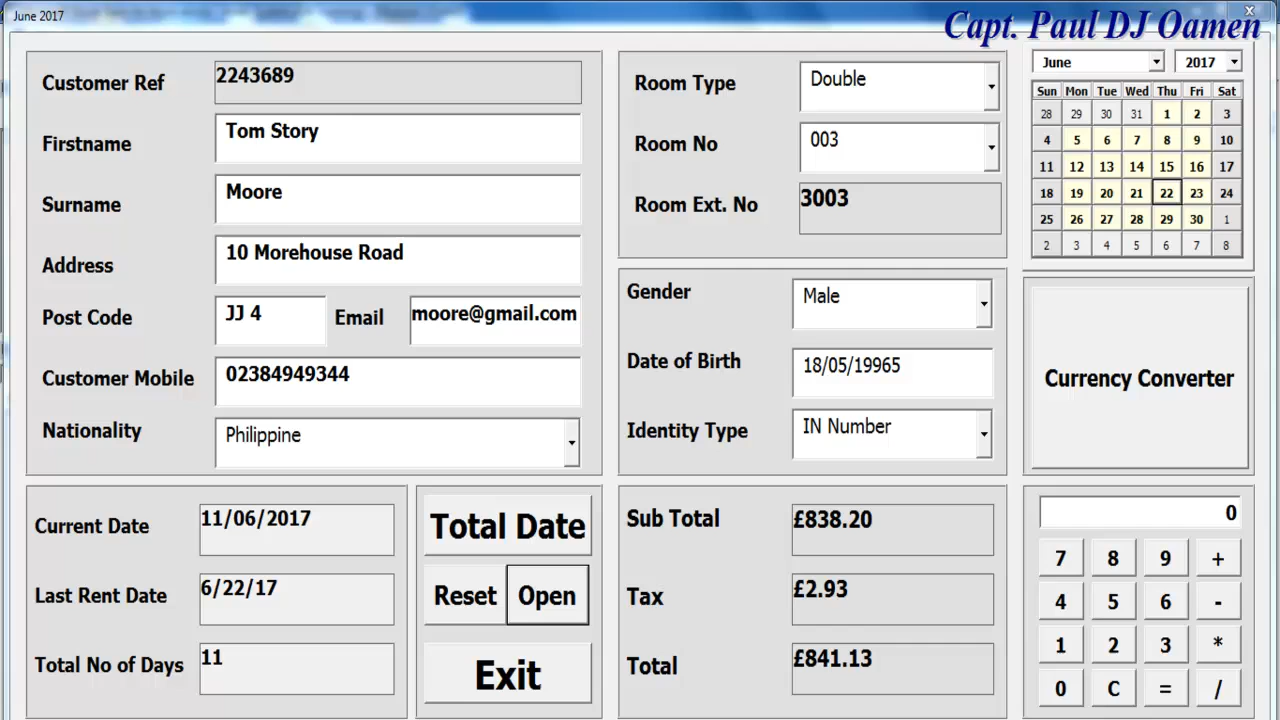 June 2017
Capt. Paul DJ Oamen
Customer Ref 2243689
Firstname Tom Story
Surname Moore
Address 10 Morehouse Road
Post Code JJ 4 Email moore@gmail.com
Customer Mobile 02384949344
Nationality Philippine
Room Type Double
Room No 003
Room Ext. No 3003
Gender Male
Date of Birth 18/05/19965
Identity Type IN Number
June 2017
Sun Mon Tue Wed Thu Fri Sat
28 29 30 31 1 2 3
4 5 6 7 8 9 10
11 12 13 14 15 16 17
18 19 20 21 22 23 24
25 26 27 28 29 30 1
2 3 4 5 6 7 8
Currency Converter
Current Date 11/06/2017
Last Rent Date 6/22/17
Total No of Days 11
Total Date
Reset Open
Exit
Sub Total £838.20
Tax £2.93
Total £841.13
0
7 8 9 +
4 5 6 -
1 2 3 *
0 C = /